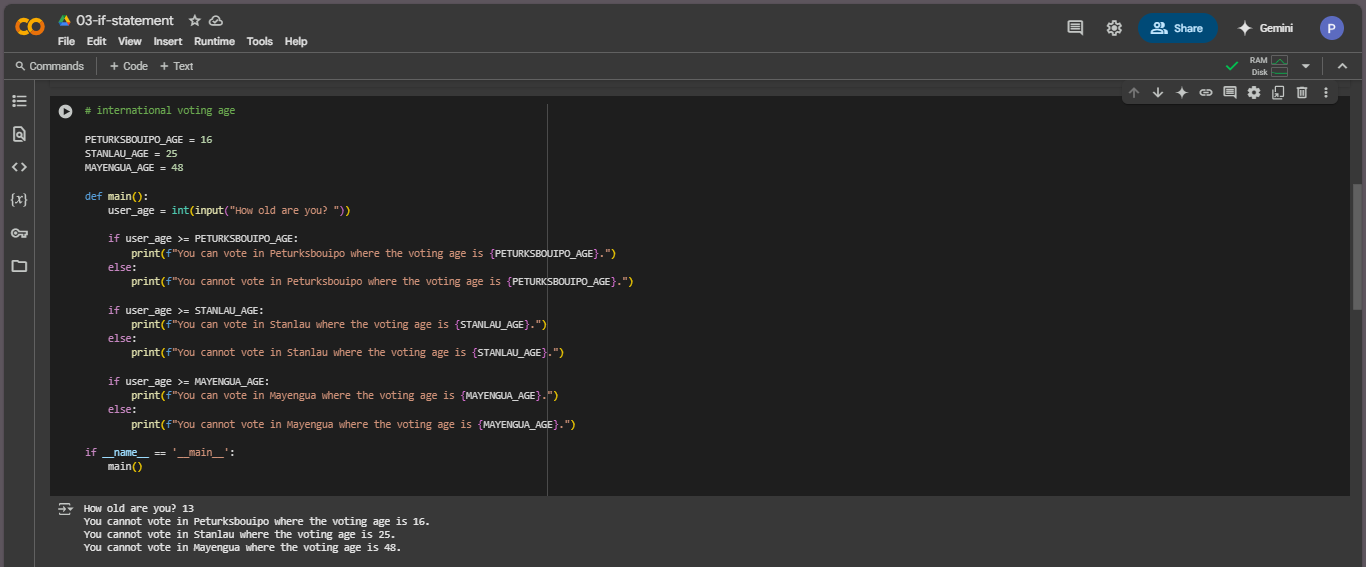 03-if-statement
File Edit View Insert Runtime Tools Help
Share
Gemini
P
Commands + Code + Text
RAM
Disk
# international voting age
PETURKSBOUIPO_AGE = 16
STANLAU_AGE = 25
MAYENGUA_AGE = 48
def main():
    user_age = int(input("How old are you? "))
    if user_age >= PETURKSBOUIPO_AGE:
        print(f"You can vote in Peturksbouipo where the voting age is {PETURKSBOUIPO_AGE}.")
    else:
        print(f"You cannot vote in Peturksbouipo where the voting age is {PETURKSBOUIPO_AGE}.")
    if user_age >= STANLAU_AGE:
        print(f"You can vote in Stanlau where the voting age is {STANLAU_AGE}.")
    else:
        print(f"You cannot vote in Stanlau where the voting age is {STANLAU_AGE}.")
    if user_age >= MAYENGUA_AGE:
        print(f"You can vote in Mayengua where the voting age is {MAYENGUA_AGE}.")
    else:
        print(f"You cannot vote in Mayengua where the voting age is {MAYENGUA_AGE}.")
if __name__ == '__main__':
    main()
How old are you? 13
You cannot vote in Peturksbouipo where the voting age is 16.
You cannot vote in Stanlau where the voting age is 25.
You cannot vote in Mayengua where the voting age is 48.